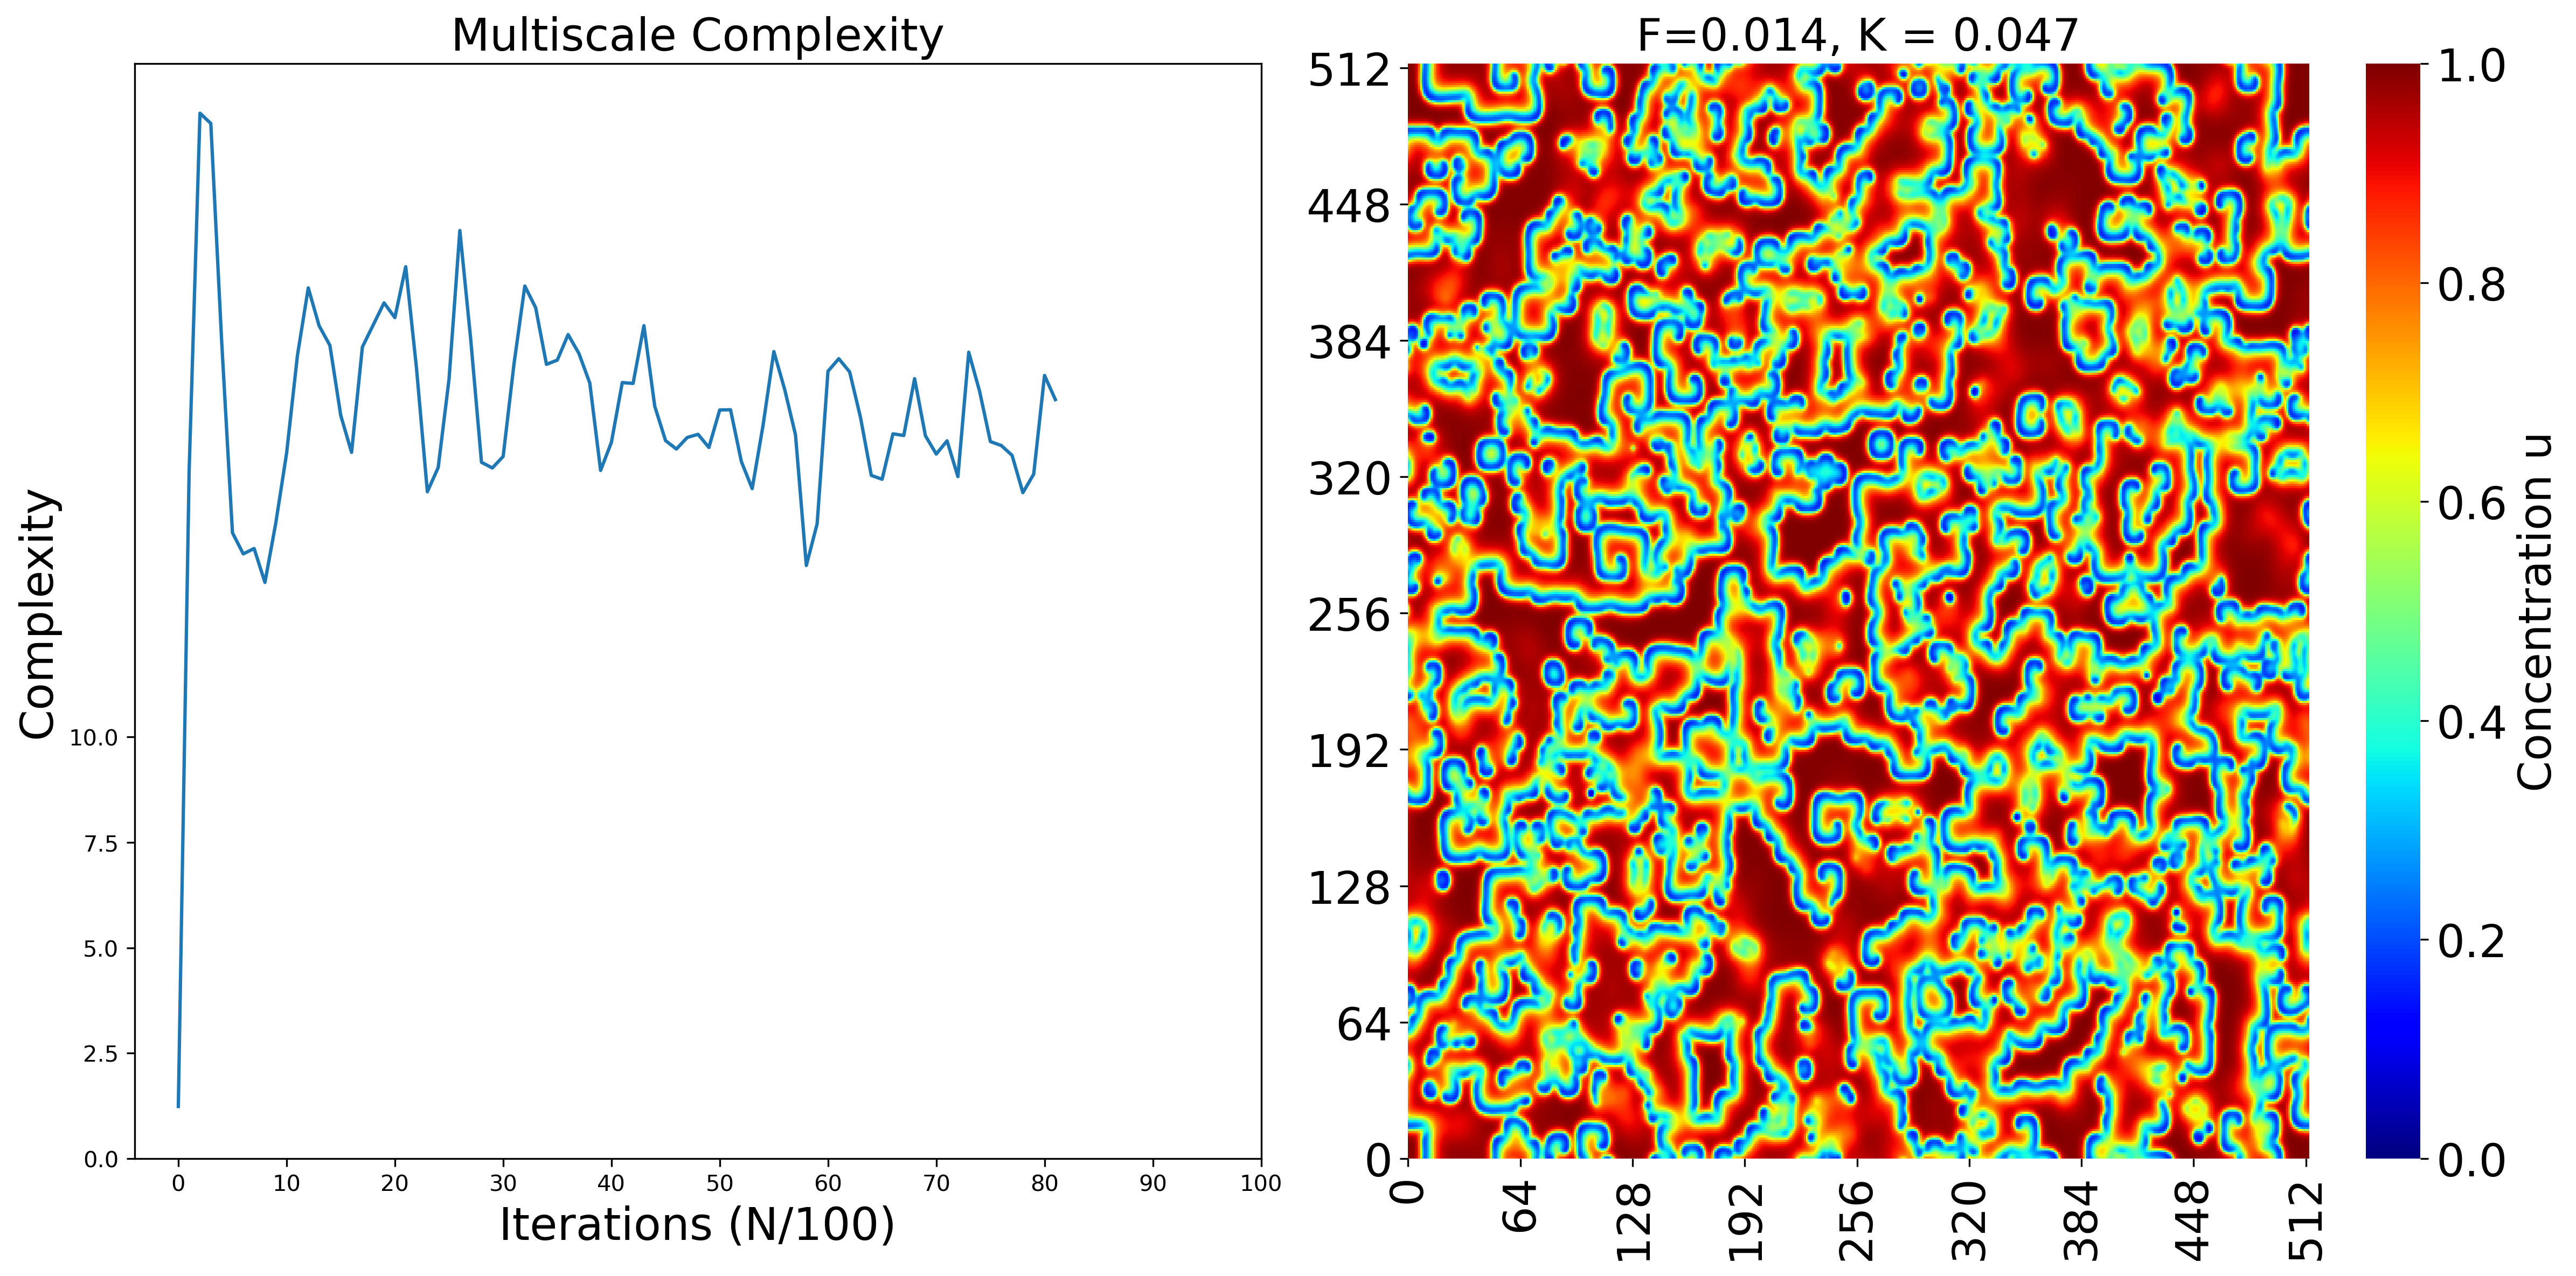 Multiscale Complexity
Complexity
10.0
7.5
5.0
2.5
0.0
0 10 20 30 40 50 60 70 80 90 100
Iterations (N/100)
F=0.014, K = 0.047
512
448
384
320
256
192
128
64
0
0 64 128 192 256 320 384 448 512
1.0
0.8
0.6
0.4
0.2
0.0
Concentration u